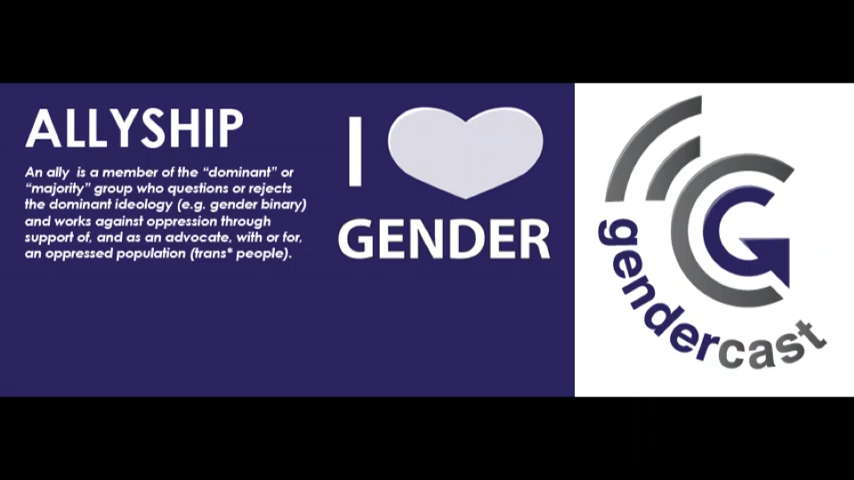 ALLYSHIP
An ally is a member of the “dominant” or
“majority” group who questions or rejects
the dominant ideology (e.g. gender binary)
and works against oppression through
support of, and as an advocate, with or for,
an oppressed population (trans* people).
I
GENDER
G
gendercast